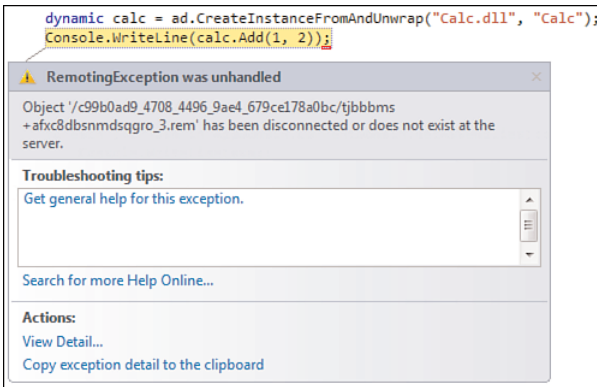 dynamic calc = ad.CreateInstanceFromAndUnwrap("Calc.dll", "Calc");
Console.WriteLine(calc.Add(1, 2));
RemotingException was unhandled
Object '/c99b0ad9_4708_4496_9ae4_679ce178a0bc/tjbbbms
+afxc8dbsnmdsqgro_3.rem' has been disconnected or does not exist at the
server.
Troubleshooting tips:
Get general help for this exception.
Search for more Help Online...
Actions:
View Detail...
Copy exception detail to the clipboard